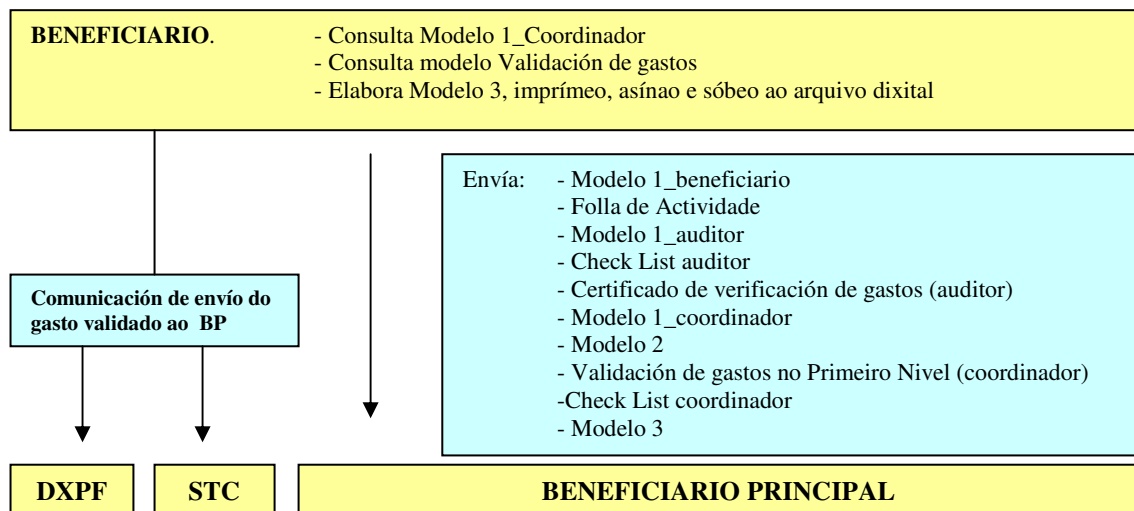 BENEFICIARIO. - Consulta Modelo 1_Coordinador
- Consulta modelo Validación de gastos
- Elabora Modelo 3, imprímeo, asínao e sóbeo ao arquivo dixital
Envía: - Modelo 1_beneficiario
- Folla de Actividade
- Modelo 1_auditor
- Check List auditor
- Certificado de verificación de gastos (auditor)
- Modelo 1_coordinador
- Modelo 2
- Validación de gastos no Primeiro Nivel (coordinador)
-Check List coordinador
- Modelo 3
Comunicación de envío do
gasto validado ao BP
DXPF STC BENEFICIARIO PRINCIPAL